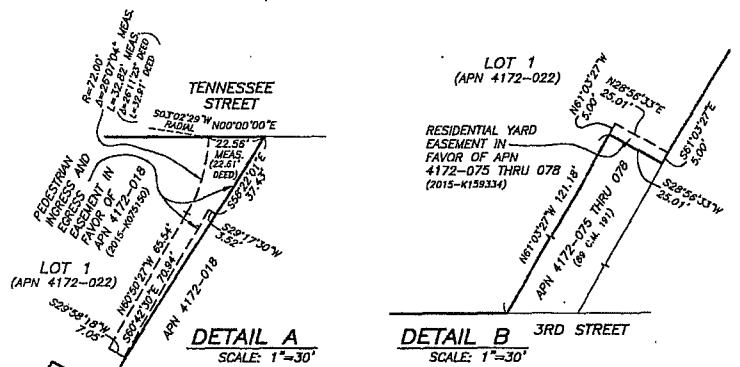 R=72.00'
Δ=26°07'04" MEAS.
L=32.82' MEAS.
(Δ=26°11'23" DEED)
(L=32.91' DEED)
TENNESSEE
STREET
S03°02'29"W
RADIAL
N00°00'00"E
22.56'
MEAS.
(22.61'
DEED)
S58°22'01"E
37.43'
PEDESTRIAN
INGRESS AND
EGRESS
EASEMENT IN
FAVOR OF
APN 4172-018
(2015-K075150)
S29°17'30"W
3.52'
LOT 1
(APN 4172-022)
N60°50'27"W 65.54'
S60°42'30"E 70.94'
APN 4172-018
S29°58'18"W
7.05'
DETAIL A
SCALE: 1"=30'
LOT 1
(APN 4172-022)
N61°03'27"W
5.00'
N28°56'33"E
25.01'
RESIDENTIAL YARD
EASEMENT IN
FAVOR OF APN
4172-075 THRU 078
(2015-K159334)
S61°03'27"E
5.00'
S28°56'33"W
25.01'
N61°03'27"W 121.18'
APN 4172-075 THRU 078
(89 C.M. 191)
DETAIL B
SCALE: 1"=30'
3RD STREET